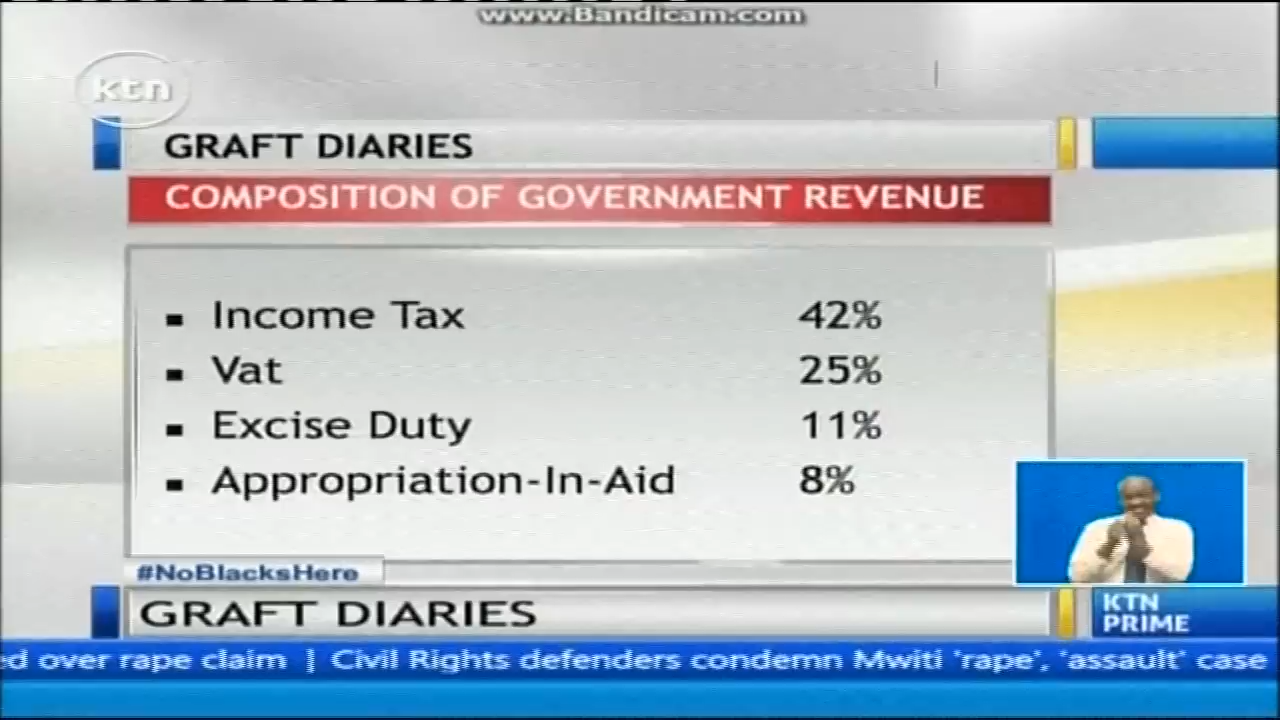 www.Bandicam.com
ktn
GRAFT DIARIES
COMPOSITION OF GOVERNMENT REVENUE
▪ Income Tax 42%
▪ Vat 25%
▪ Excise Duty 11%
▪ Appropriation-In-Aid 8%
#NoBlacksHere
GRAFT DIARIES
KTN
PRIME
ed over rape claim | Civil Rights defenders condemn Mwiti 'rape', 'assault' case